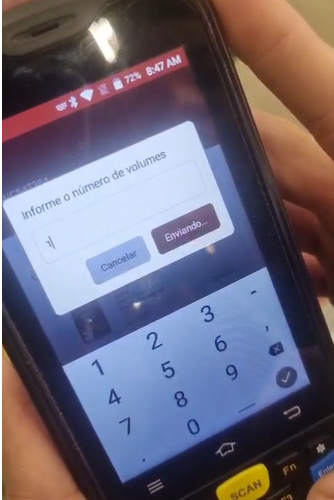 72% 8:47 AM
Informe o número de volumes
1
Cancelar
Enviando...
1 2 3 -
4 5 6 ,
7 8 9
. 0 _
SCAN
Fn